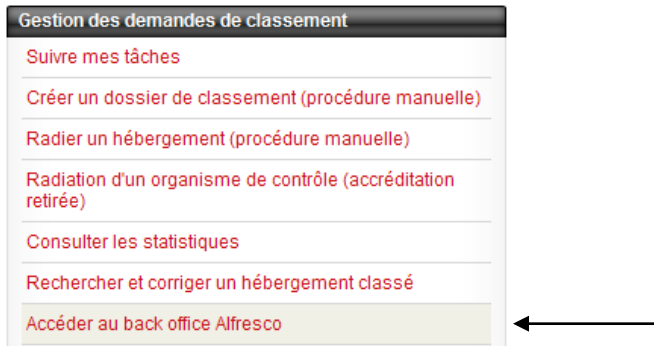 Gestion des demandes de classement
Suivre mes tâches
Créer un dossier de classement (procédure manuelle)
Radier un hébergement (procédure manuelle)
Radiation d'un organisme de contrôle (accréditation
retirée)
Consulter les statistiques
Rechercher et corriger un hébergement classé
Accéder au back office Alfresco